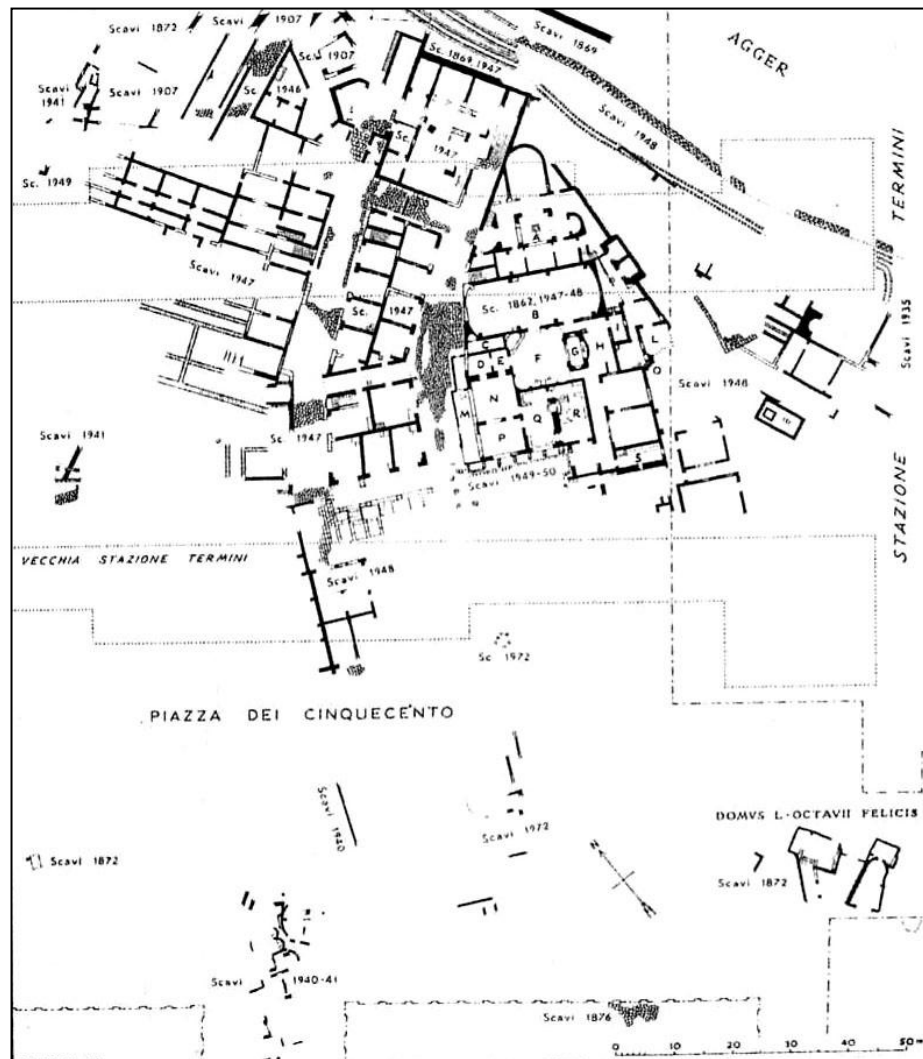 Scavi 1872
Scavi 1907
Sc. 1907
Scavi 1869
AGGER
Scavi 1941
Scavi 1907
Sc. 1946
Sc. 1869, 1947
Sc. 1947
Scavi 1948
TERMINI
Sc. 1949
A
Scavi 1947
Sc. 1947
Sc. 1862, 1947-48
B
Scavi 1935
C
D
E
F
G
H
I
L
O
Scavi 1948
M
N
P
Q
R
S
Scavi 1941
Sc. 1947
Scavi 1949-50
STAZIONE
VECCHIA STAZIONE TERMINI
Scavi 1948
Sc 1972
PIAZZA DEI CINQUECENTO
Scavi 1940
Scavi 1972
DOMVS L·OCTAVII FELICIS
Scavi 1872
N
Scavi 1872
Scavi 1940-41
Scavi 1876
0 10 20 30 40 50 m